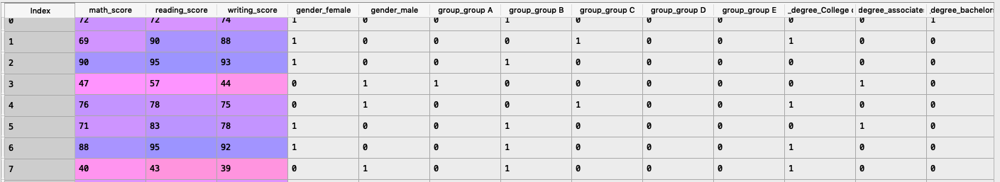 Index math_score reading_score writing_score gender_female gender_male group_group A group_group B group_group C group_group D group_group E _degree_College degree_associate _degree_bachelors
0 72 72 74 1 0 0 1 0 0 0 0 0 1
1 69 90 88 1 0 0 0 1 0 0 1 0 0
2 90 95 93 1 0 0 1 0 0 0 0 0 0
3 47 57 44 0 1 1 0 0 0 0 0 1 0
4 76 78 75 0 1 0 0 1 0 0 1 0 0
5 71 83 78 1 0 0 1 0 0 0 0 1 0
6 88 95 92 1 0 0 1 0 0 0 1 0 0
7 40 43 39 0 1 0 1 0 0 0 1 0 0